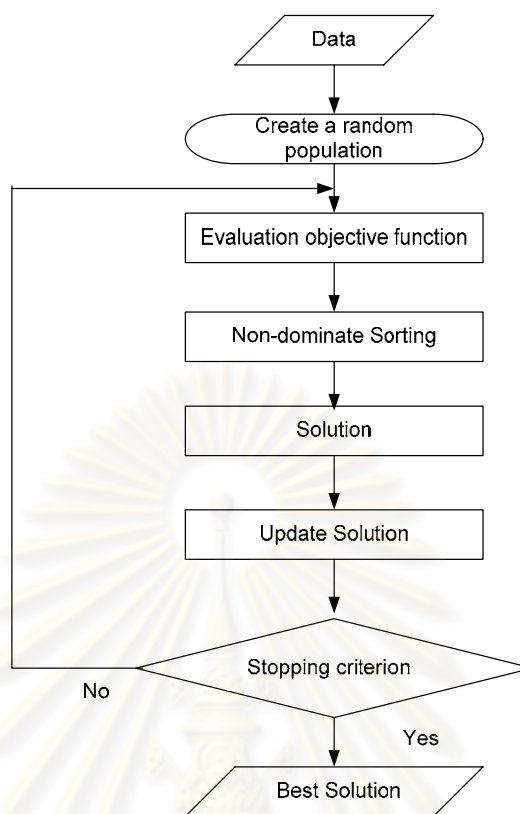 Data
Create a random
population
Evaluation objective function
Non-dominate Sorting
Solution
Update Solution
Stopping criterion
No
Yes
Best Solution